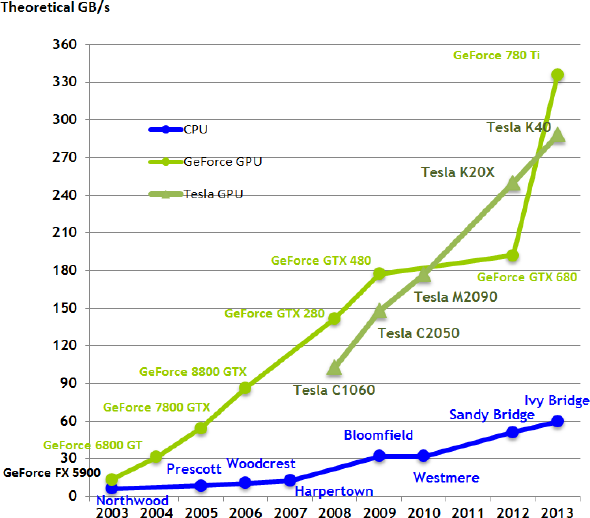 Theoretical GB/s
360
330
300
270
240
210
180
150
120
90
60
30
0
CPU
GeForce GPU
Tesla GPU
GeForce 780 Ti
Tesla K40
Tesla K20X
GeForce GTX 480
GeForce GTX 680
Tesla M2090
GeForce GTX 280
Tesla C2050
GeForce 8800 GTX
Tesla C1060
GeForce 7800 GTX
Ivy Bridge
Sandy Bridge
GeForce 6800 GT
Bloomfield
GeForce FX 5900
Prescott
Woodcrest
Westmere
Harpertown
Northwood
2003 2004 2005 2006 2007 2008 2009 2010 2011 2012 2013